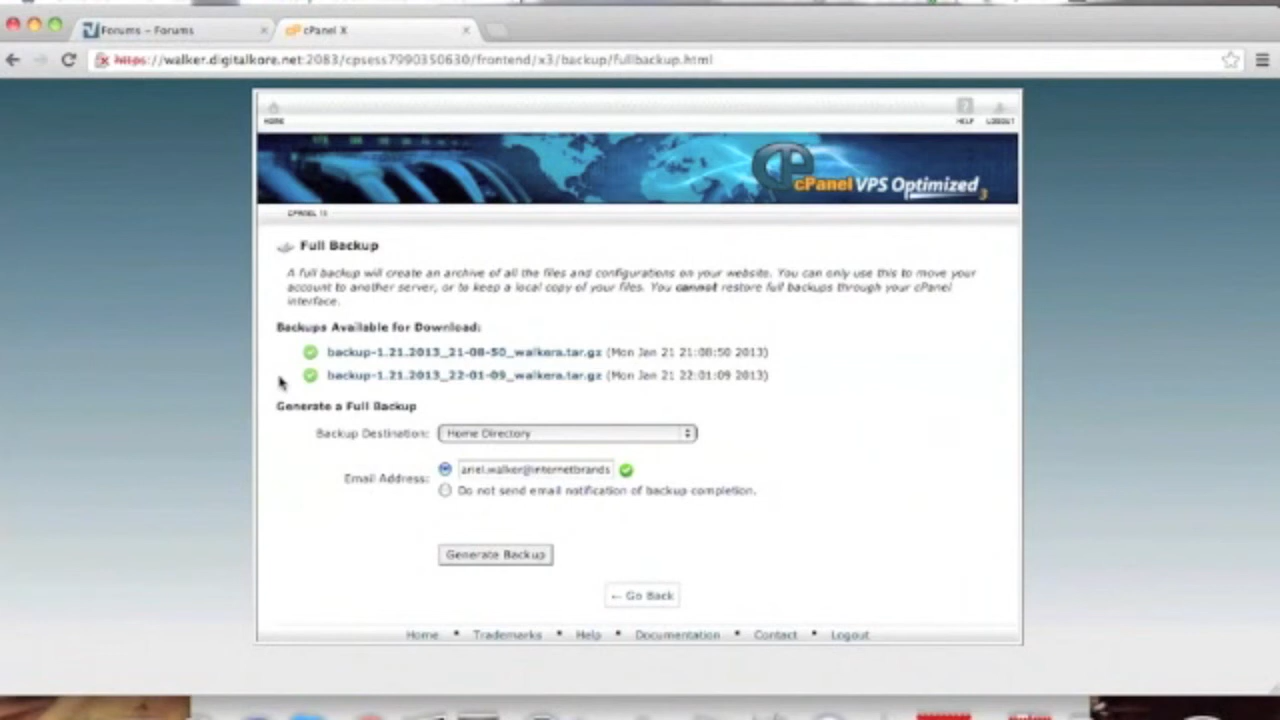 Forums - Forums
cPanel X
https://walker.digitalkore.net:2083/cpsess7990350630/frontend/x3/backup/fullbackup.html
HOME
HELP LOGOUT
cPanel VPS Optimized 3
CPANEL 11
Full Backup
A full backup will create an archive of all the files and configurations on your website. You can only use this to move your
account to another server, or to keep a local copy of your files. You cannot restore full backups through your cPanel
interface.
Backups Available for Download:
backup-1.21.2013_21-08-50_walkera.tar.gz (Mon Jan 21 21:08:50 2013)
backup-1.21.2013_22-01-09_walkera.tar.gz (Mon Jan 21 22:01:09 2013)
Generate a Full Backup
Backup Destination: Home Directory
Email Address: ariel.walker@internetbrands
Do not send email notification of backup completion.
Generate Backup
← Go Back
Home • Trademarks • Help • Documentation • Contact • Logout